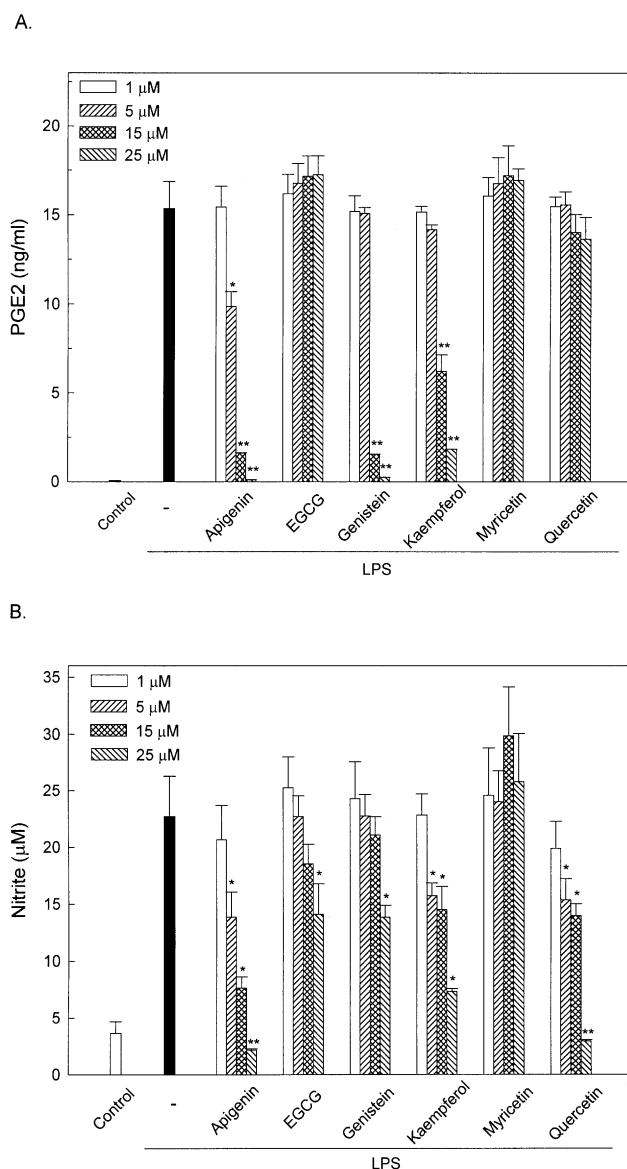 A.
1 μM
5 μM
15 μM
25 μM
20
15
10
5
0
PGE2 (ng/ml)
*
**
**
**
**
**
**
Control
-
Apigenin
EGCG
Genistein
Kaempferol
Myricetin
Quercetin
LPS
B.
1 μM
5 μM
15 μM
25 μM
35
30
25
20
15
10
5
0
Nitrite (μM)
*
*
**
*
*
*
*
*
*
*
**
Control
-
Apigenin
EGCG
Genistein
Kaempferol
Myricetin
Quercetin
LPS